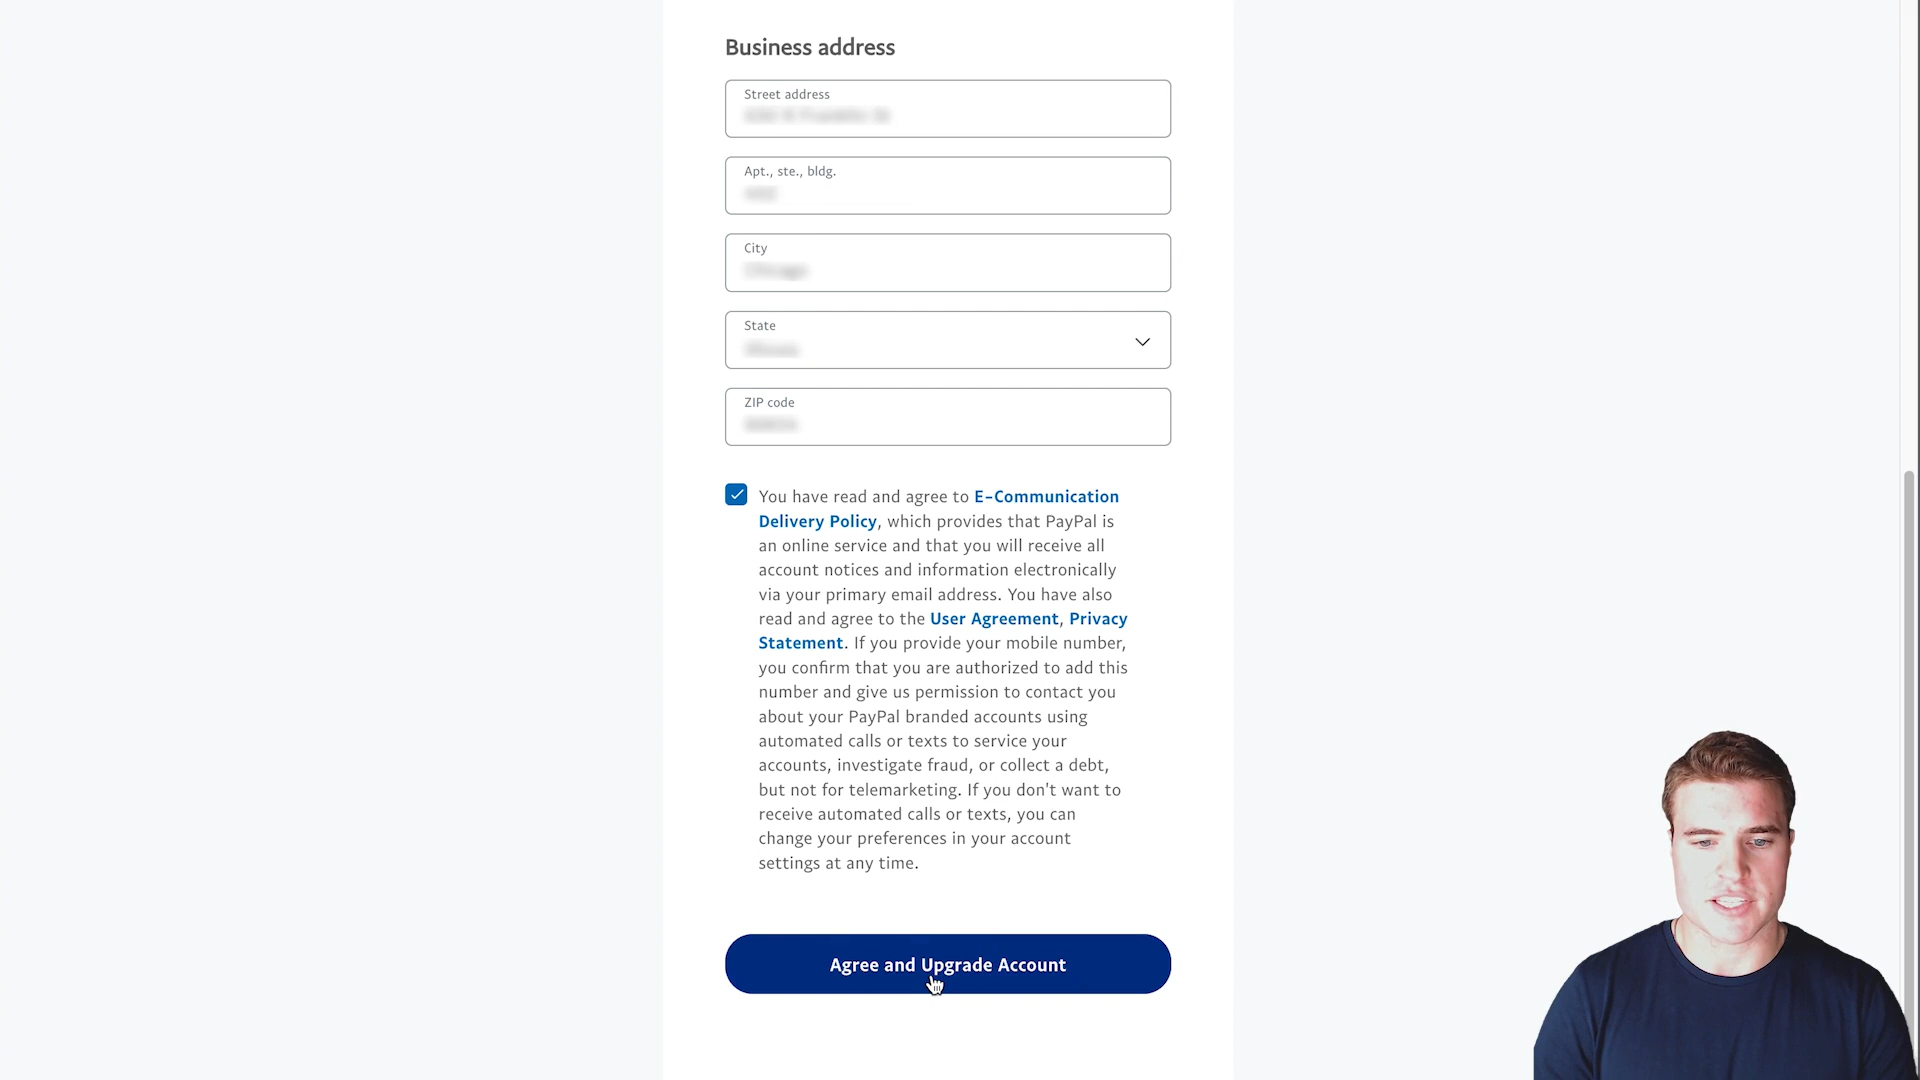 Business address
Street address
Apt., ste., bldg.
City
State
ZIP code
You have read and agree to E-Communication
Delivery Policy, which provides that PayPal is
an online service and that you will receive all
account notices and information electronically
via your primary email address. You have also
read and agree to the User Agreement, Privacy
Statement. If you provide your mobile number,
you confirm that you are authorized to add this
number and give us permission to contact you
about your PayPal branded accounts using
automated calls or texts to service your
accounts, investigate fraud, or collect a debt,
but not for telemarketing. If you don't want to
receive automated calls or texts, you can
change your preferences in your account
settings at any time.
Agree and Upgrade Account